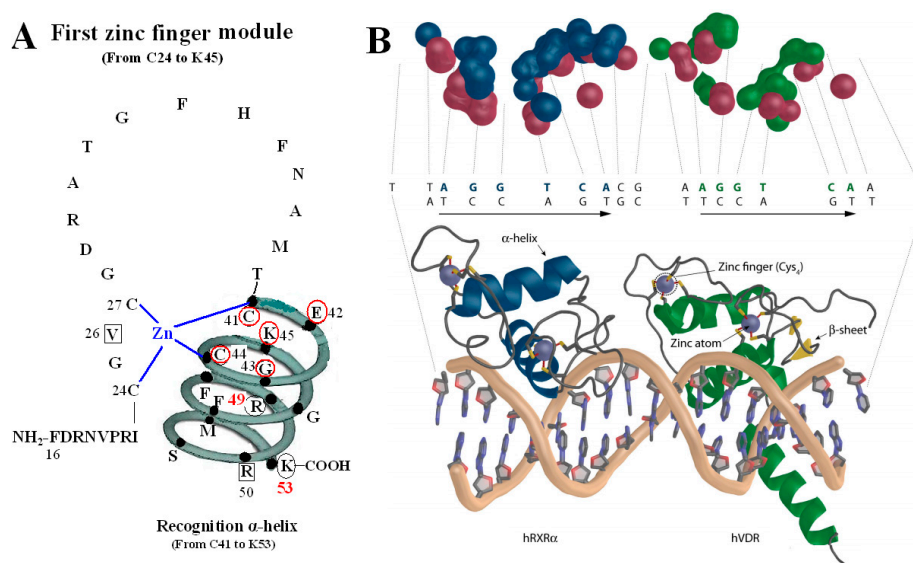 A
First zinc finger module
(From C24 to K45)
G
F
H
T
F
A
N
R
A
D
M
G
T
27 C
Zn
41 C
E 42
26 V
K 45
C 44
G
43 G
24 C
F
49 R
F
G
M
NH2-FDRNVPRI
16
S
R
50
K -COOH
53
Recognition α-helix
(From C41 to K53)
B
T T A G G T C A C G A A G G T C A A
A T C C A G T G C T T C C A G T T
α-helix
Zinc finger (Cys4)
Zinc atom
β-sheet
hRXRα
hVDR